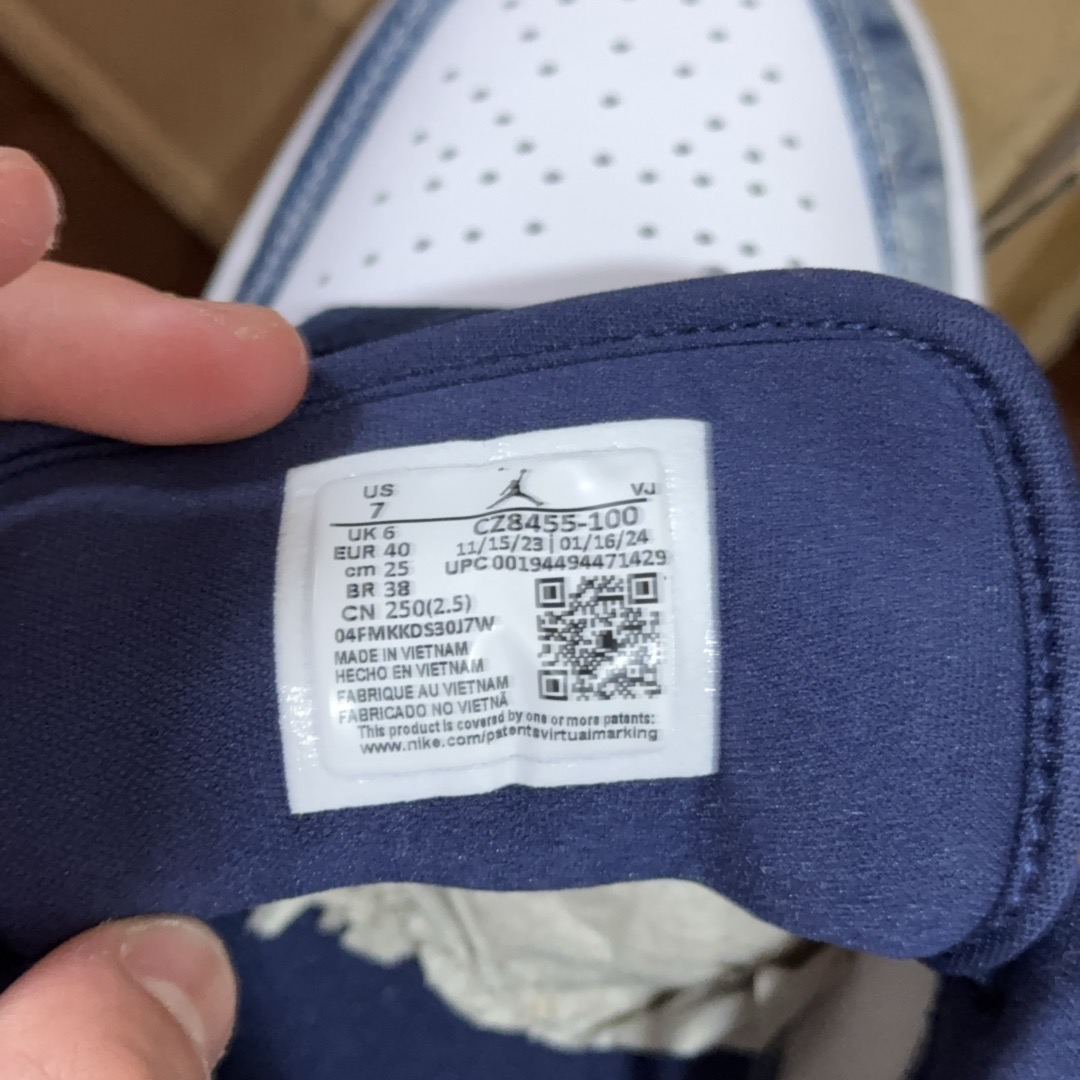 US VJ
7
UK 6 CZ8455-100
EUR 40 11/15/23 | 01/16/24
cm 25 UPC 00194494471429
BR 38
CN 250(2.5)
04FMKKDS30J7W
MADE IN VIETNAM
HECHO EN VIETNAM
FABRIQUE AU VIETNAM
FABRICADO NO VIETNÃ
This product is covered by one or more patents:
www.nike.com/patentsvirtualmarking